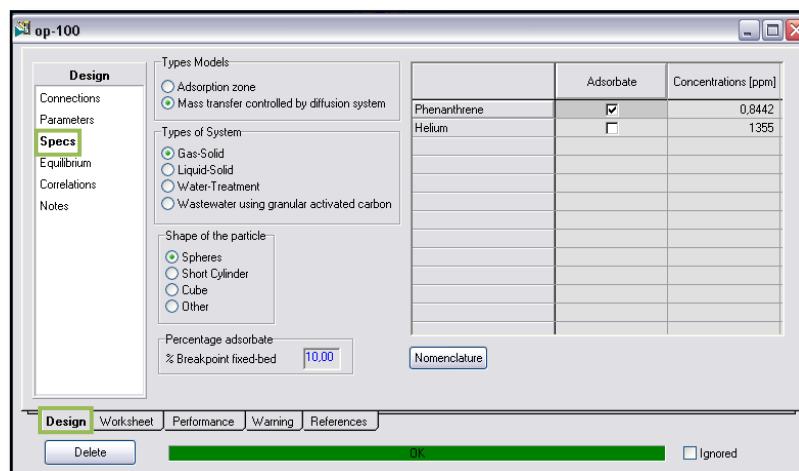 op-100
Design
Connections
Parameters
Specs
Equilibrium
Correlations
Notes
Types Models
Adsorption zone
Mass transfer controlled by diffusion system
Types of System
Gas-Solid
Liquid-Solid
Water-Treatment
Wastewater using granular activated carbon
Shape of the particle
Spheres
Short Cylinder
Cube
Other
Percentage adsorbate
% Breakpoint fixed-bed 10,00
Adsorbate Concentrations [ppm]
Phenanthrene 0,8442
Helium 1355
Nomenclature
Design Worksheet Performance Warning References
Delete OK Ignored